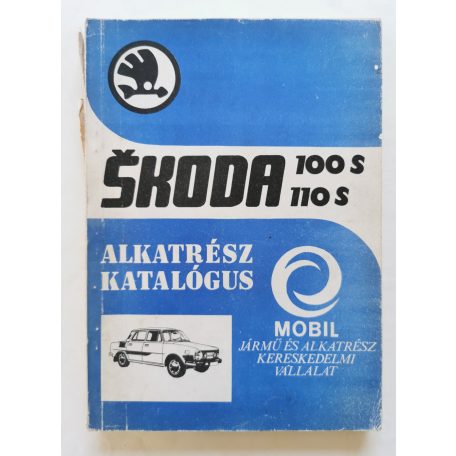 ŠKODA 100 S
110 S
ALKATRÉSZ
KATALÓGUS
MOBIL
JÁRMŰ ÉS ALKATRÉSZ
KERESKEDELMI
VÁLLALAT